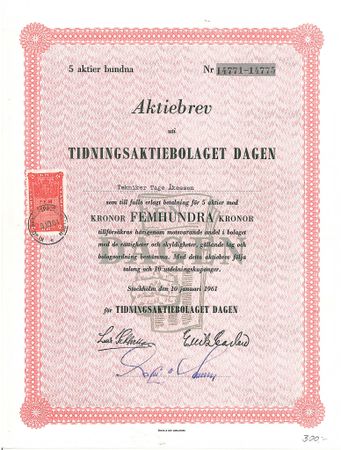 5 aktier bundna Nr 14771-14775
Aktiebrev
uti
TIDNINGSAKTIEBOLAGET DAGEN
Tekniker Tage Åkesson
som till fullo erlagt betalning för 5 aktier med
KRONOR FEMHUNDRA KRONOR
tillförsäkras härigenom motsvarande andel i bolaget
med de rättigheter och skyldigheter, gällande lag och
bolagsordning bestämma. Med detta aktiebrev följa
talong och 10 utdelningskuponger.
Stockholm den 10 januari 1961
för TIDNINGSAKTIEBOLAGET DAGEN
300:-